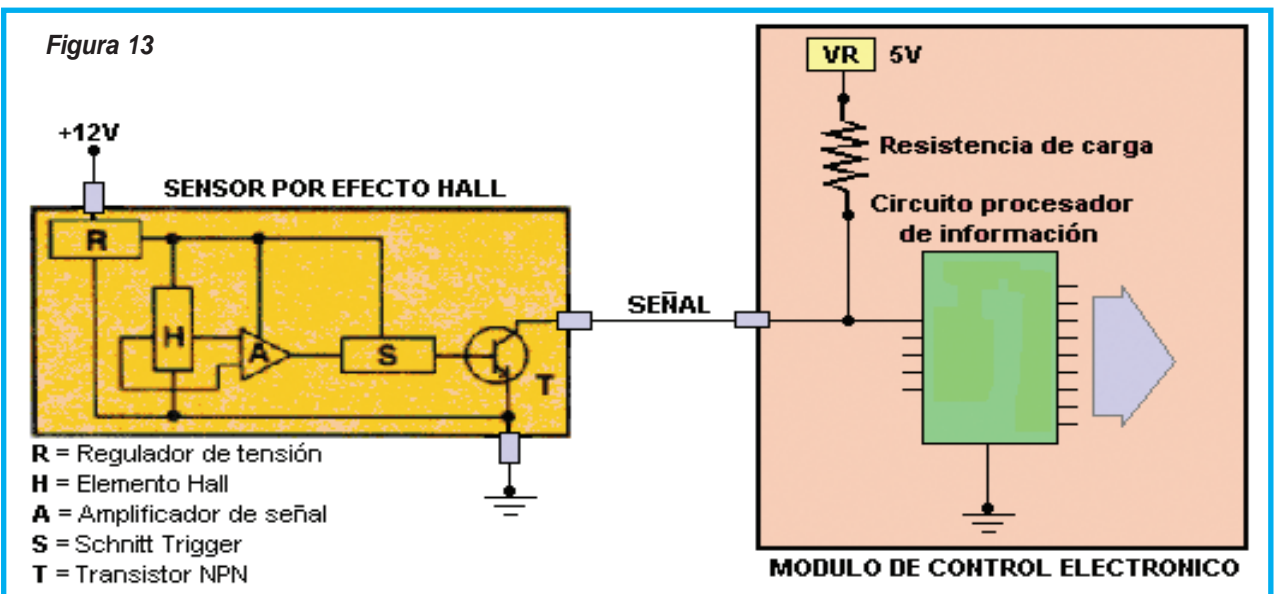 Figura 13
+12V
SENSOR POR EFECTO HALL
R
H
A
S
T
R = Regulador de tensión
H = Elemento Hall
A = Amplificador de señal
S = Schnitt Trigger
T = Transistor NPN
SEÑAL
VR 5V
Resistencia de carga
Circuito procesador
de información
MODULO DE CONTROL ELECTRONICO